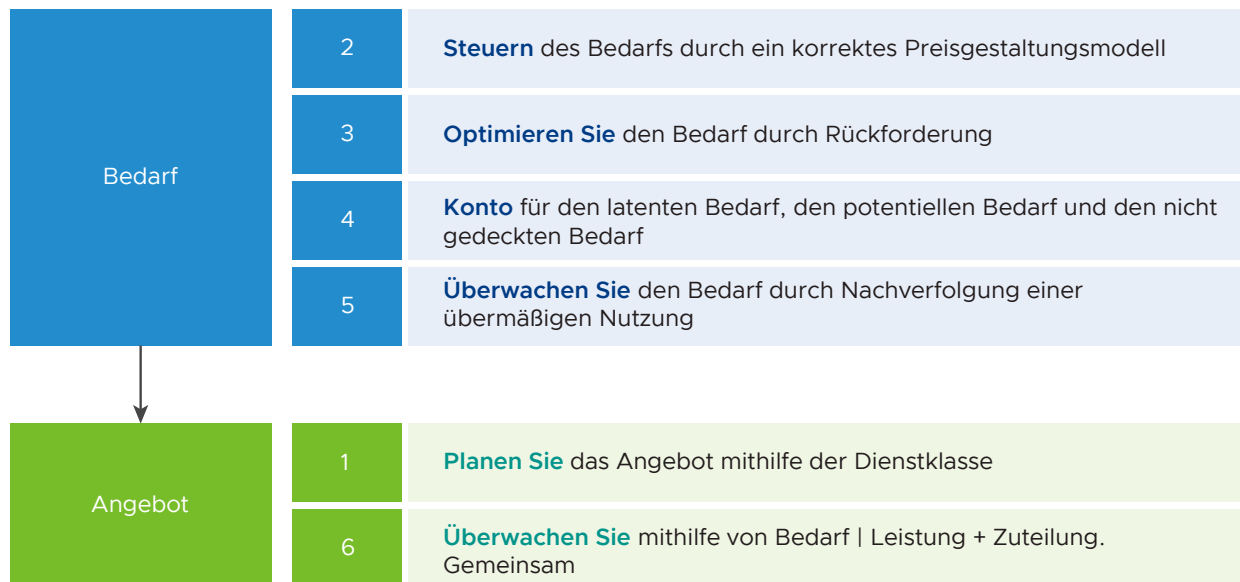 Bedarf
2
Steuern des Bedarfs durch ein korrektes Preisgestaltungsmodell
3
Optimieren Sie den Bedarf durch Rückforderung
4
Konto für den latenten Bedarf, den potentiellen Bedarf und den nicht
gedeckten Bedarf
5
Überwachen Sie den Bedarf durch Nachverfolgung einer
übermäßigen Nutzung
Angebot
1
Planen Sie das Angebot mithilfe der Dienstklasse
6
Überwachen Sie mithilfe von Bedarf | Leistung + Zuteilung.
Gemeinsam